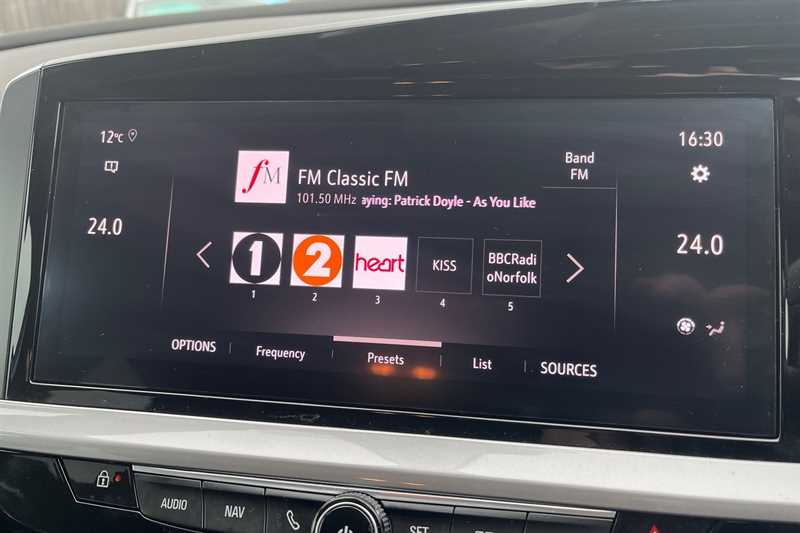 12°C
16:30
fM
FM Classic FM
Band
FM
101.50 MHz aying: Patrick Doyle - As You Like
24.0
24.0
1
2
heart
KISS
BBCRadi
oNorfolk
1
2
3
4
5
OPTIONS
Frequency
Presets
List
SOURCES
AUDIO
NAV
SET